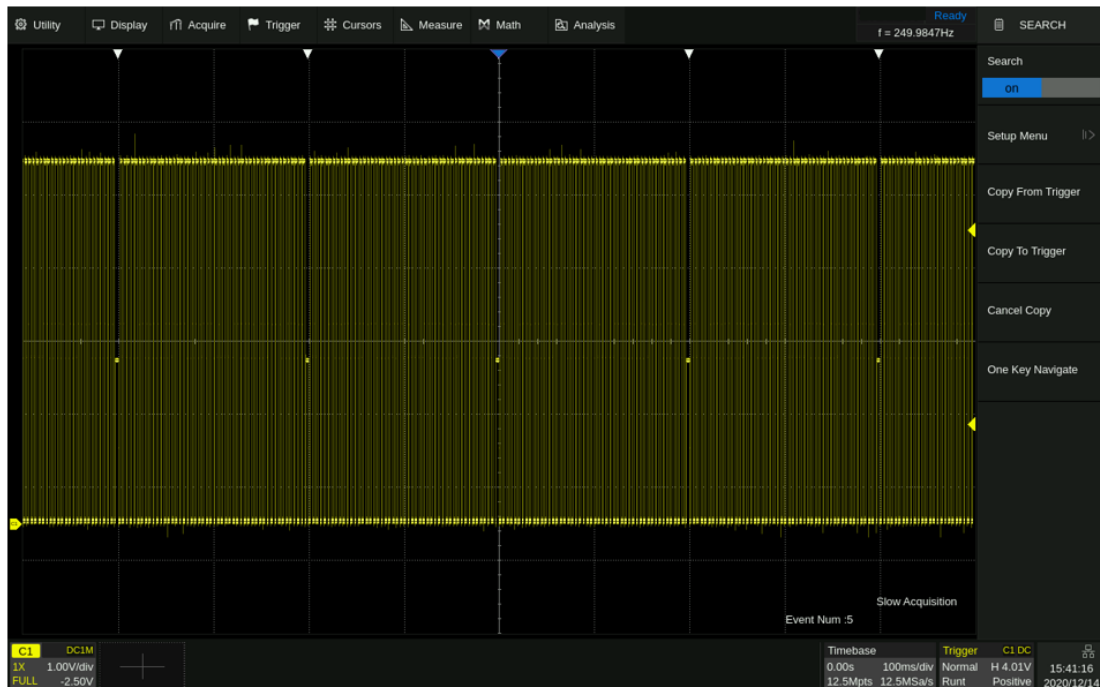 Utility Display Acquire Trigger Cursors Measure Math Analysis
Ready
f = 249.9847Hz
SEARCH
Search
on
Setup Menu
Copy From Trigger
Copy To Trigger
Cancel Copy
One Key Navigate
Slow Acquisition
Event Num :5
C1 DC1M
1X 1.00V/div
FULL -2.50V
Timebase
0.00s 100ms/div
12.5Mpts 12.5MSa/s
Trigger C1 DC
Normal H 4.01V
Runt Positive
15:41:16
2020/12/14